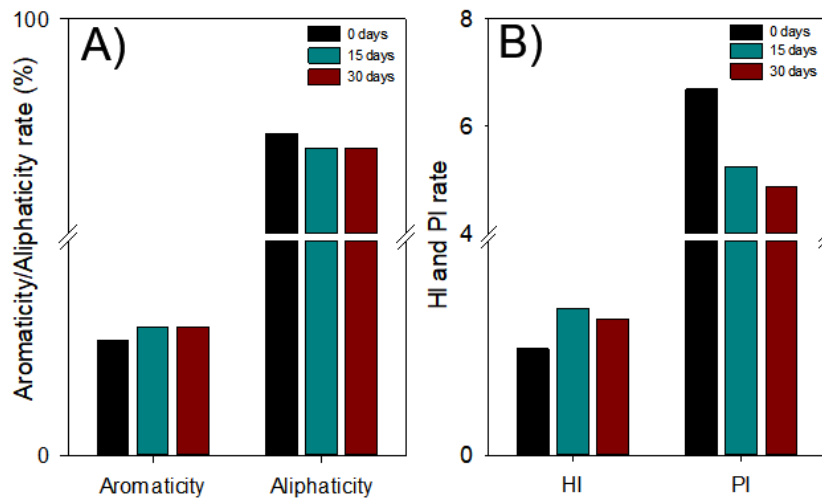 A)
0 days
15 days
30 days
100
0
Aromaticity/Aliphaticity rate (%)
Aromaticity
Aliphaticity
B)
0 days
15 days
30 days
8
6
4
0
HI and PI rate
HI
PI